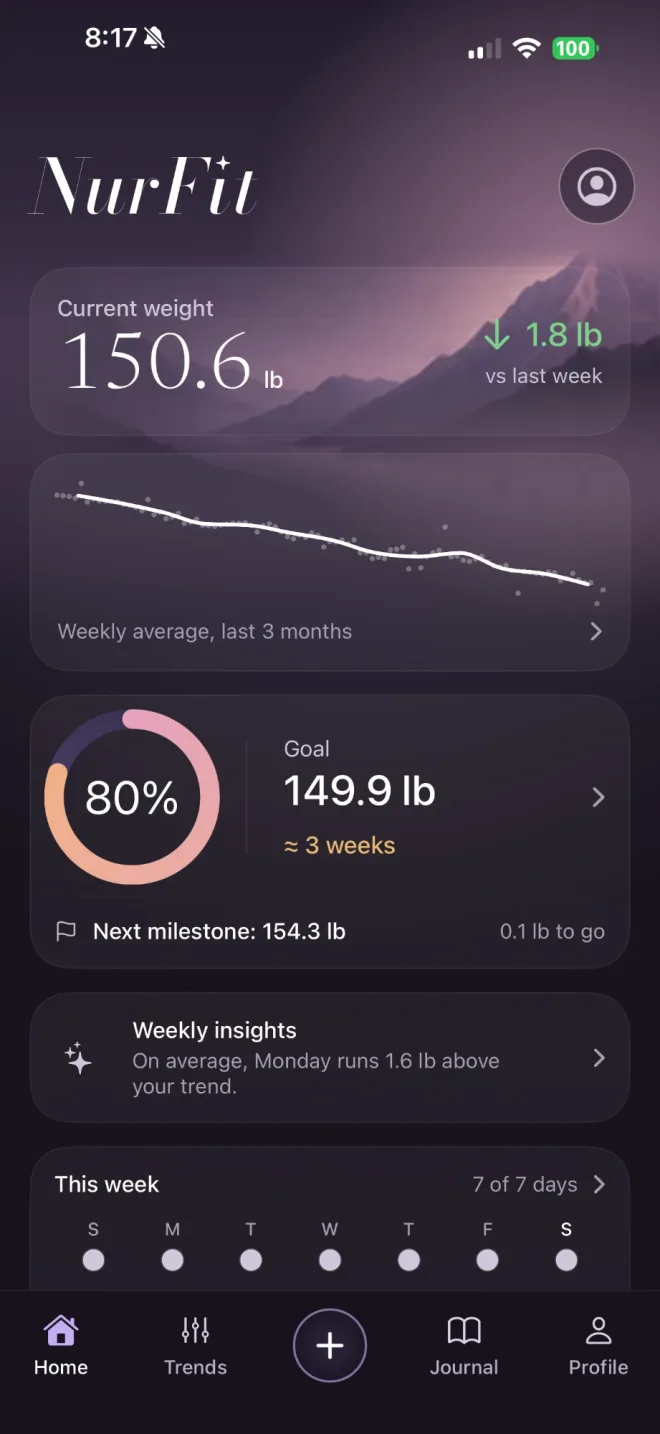 8:17
100
NurFit
Current weight
150.6 lb
↓ 1.8 lb
vs last week
Weekly average, last 3 months
80%
Goal
149.9 lb
≈ 3 weeks
Next milestone: 154.3 lb
0.1 lb to go
Weekly insights
On average, Monday runs 1.6 lb above
your trend.
This week
7 of 7 days
S M T W T F S
Home
Trends
Journal
Profile